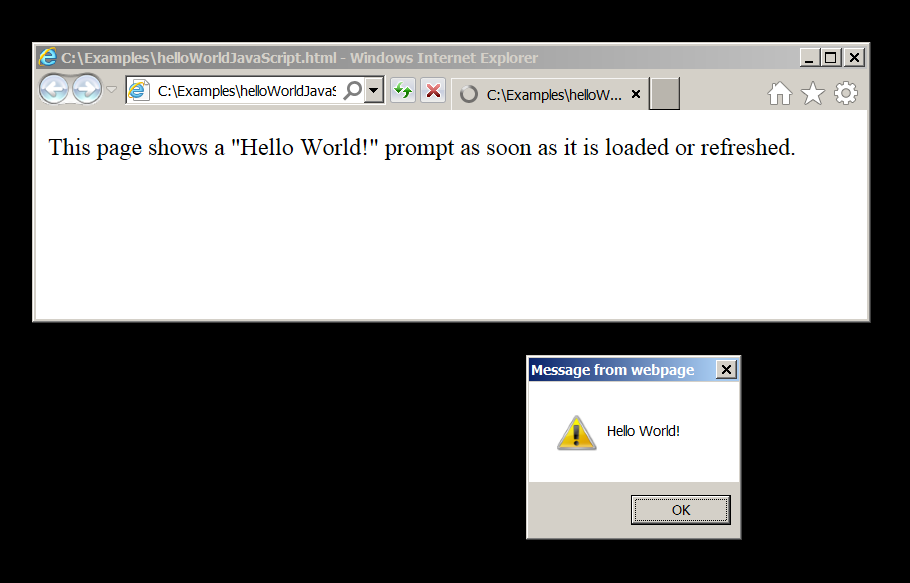 C:\Examples\helloWorldJavaScript.html - Windows Internet Explorer
C:\Examples\helloWorldJavaS
C:\Examples\helloW...
This page shows a "Hello World!" prompt as soon as it is loaded or refreshed.
Message from webpage
Hello World!
OK